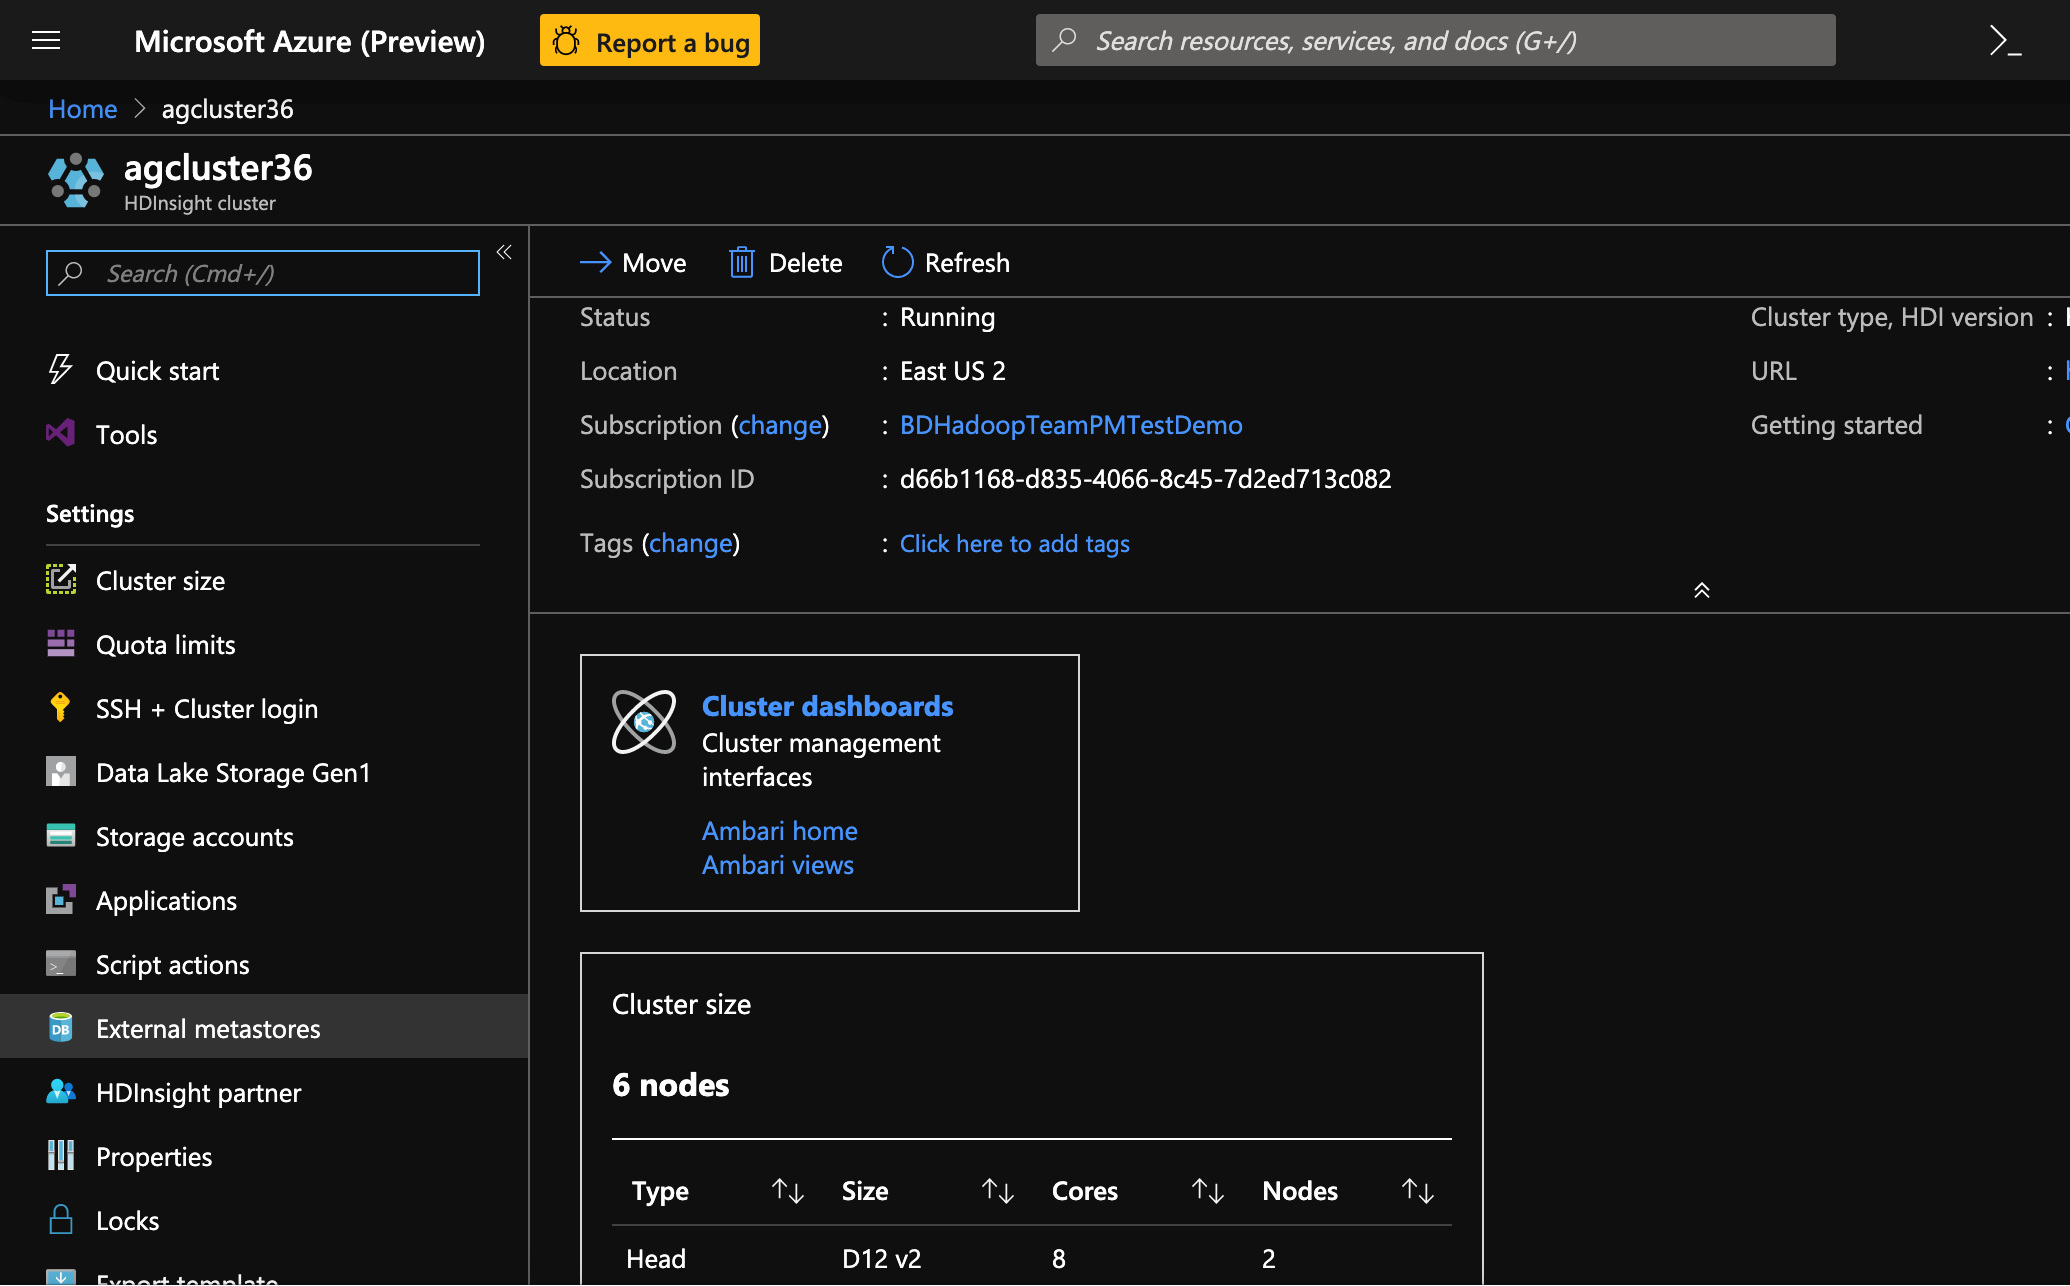 Microsoft Azure (Preview)
Report a bug
Search resources, services, and docs (G+/)
Home > agcluster36
agcluster36
HDInsight cluster
Search (Cmd+/)
Quick start
Tools
Settings
Cluster size
Quota limits
SSH + Cluster login
Data Lake Storage Gen1
Storage accounts
Applications
Script actions
External metastores
HDInsight partner
Properties
Locks
Export template
Move
Delete
Refresh
Status : Running
Location : East US 2
Subscription (change) : BDHadoopTeamPMTestDemo
Subscription ID : d66b1168-d835-4066-8c45-7d2ed713c082
Tags (change) : Click here to add tags
Cluster type, HDI version :
URL :
Getting started :
Cluster dashboards
Cluster management
interfaces
Ambari home
Ambari views
Cluster size
6 nodes
Type Size Cores Nodes
Head D12 v2 8 2